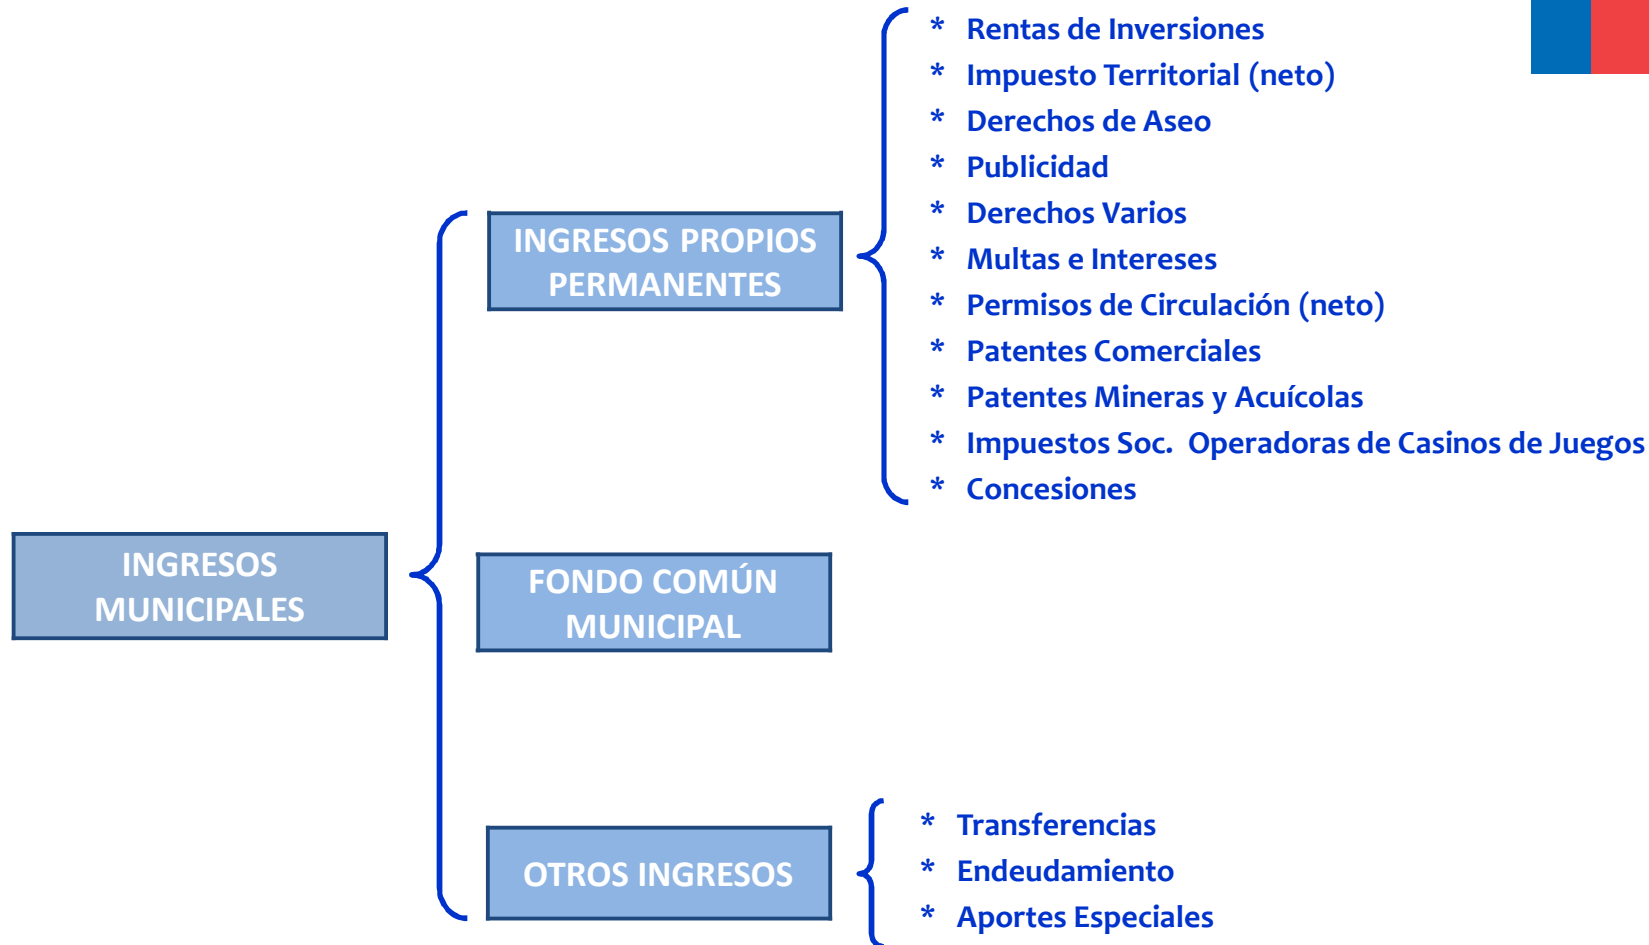 * Rentas de Inversiones
* Impuesto Territorial (neto)
* Derechos de Aseo
* Publicidad
* Derechos Varios
* Multas e Intereses
* Permisos de Circulación (neto)
* Patentes Comerciales
* Patentes Mineras y Acuícolas
* Impuestos Soc. Operadoras de Casinos de Juegos
* Concesiones
INGRESOS PROPIOS
PERMANENTES
INGRESOS
MUNICIPALES
FONDO COMÚN
MUNICIPAL
OTROS INGRESOS
* Transferencias
* Endeudamiento
* Aportes Especiales